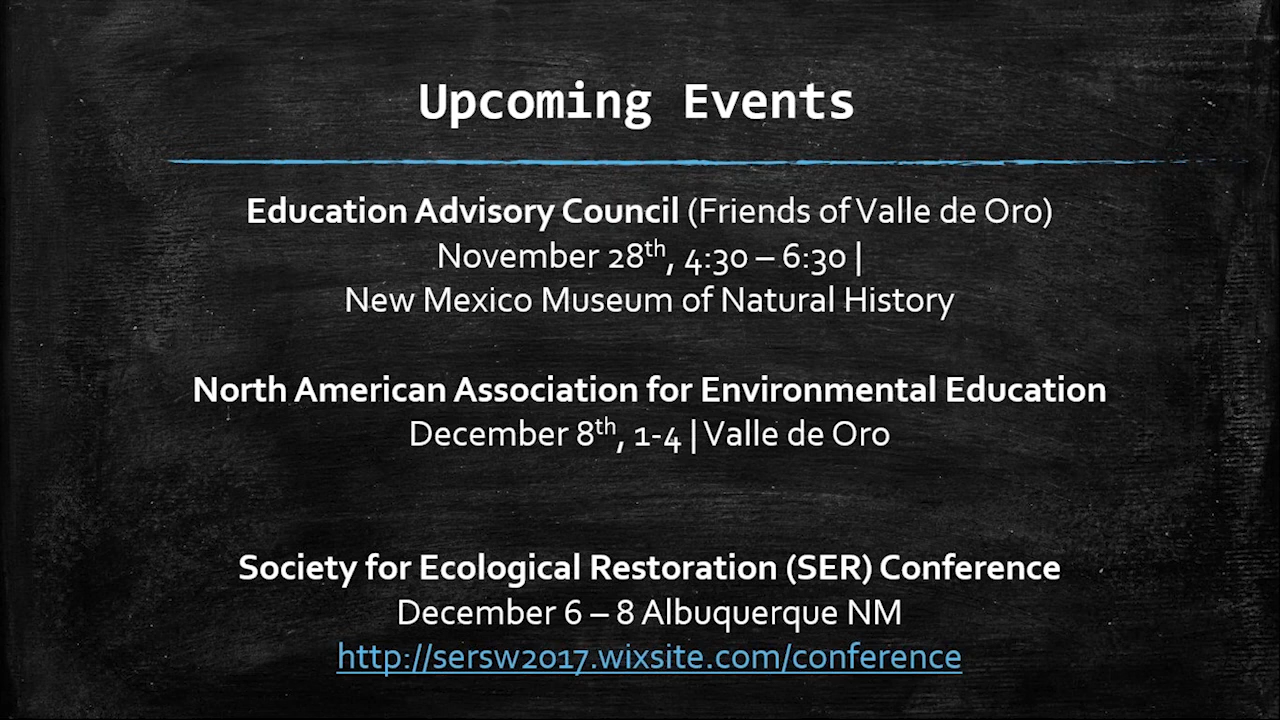 Upcoming Events
Education Advisory Council (Friends of Valle de Oro)
November 28th, 4:30 – 6:30 |
New Mexico Museum of Natural History
North American Association for Environmental Education
December 8th, 1-4 | Valle de Oro
Society for Ecological Restoration (SER) Conference
December 6 – 8 Albuquerque NM
http://sersw2017.wixsite.com/conference